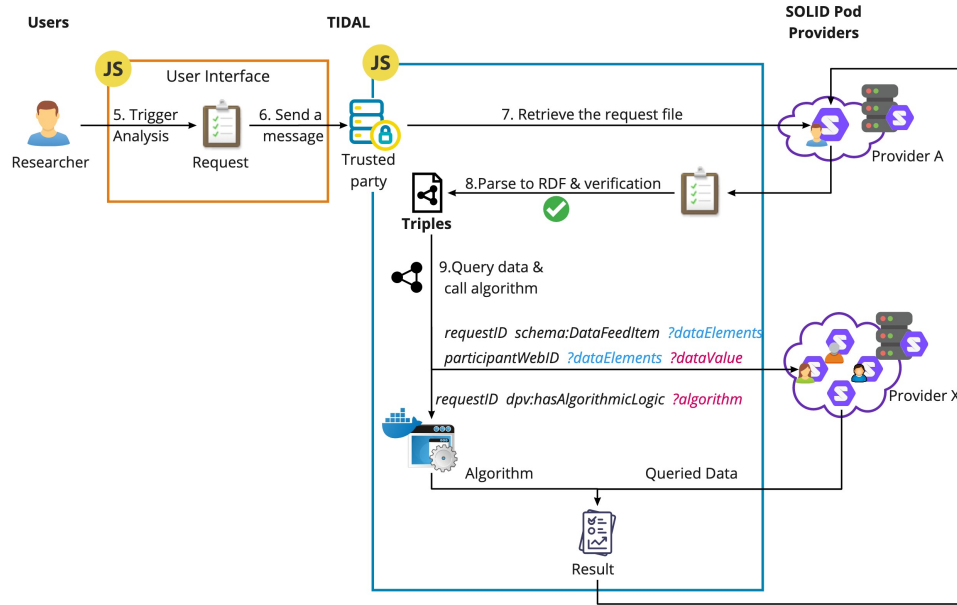 Users
TIDAL
SOLID Pod
Providers
JS
User Interface
JS
5. Trigger
Analysis
6. Send a
message
7. Retrieve the request file
Researcher
Request
Trusted
party
Provider A
8.Parse to RDF & verification
Triples
9.Query data &
call algorithm
requestID schema:DataFeedItem ?dataElements
participantWebID ?dataElements ?dataValue
requestID dpv:hasAlgorithmicLogic ?algorithm
Provider X
Algorithm
Queried Data
Result